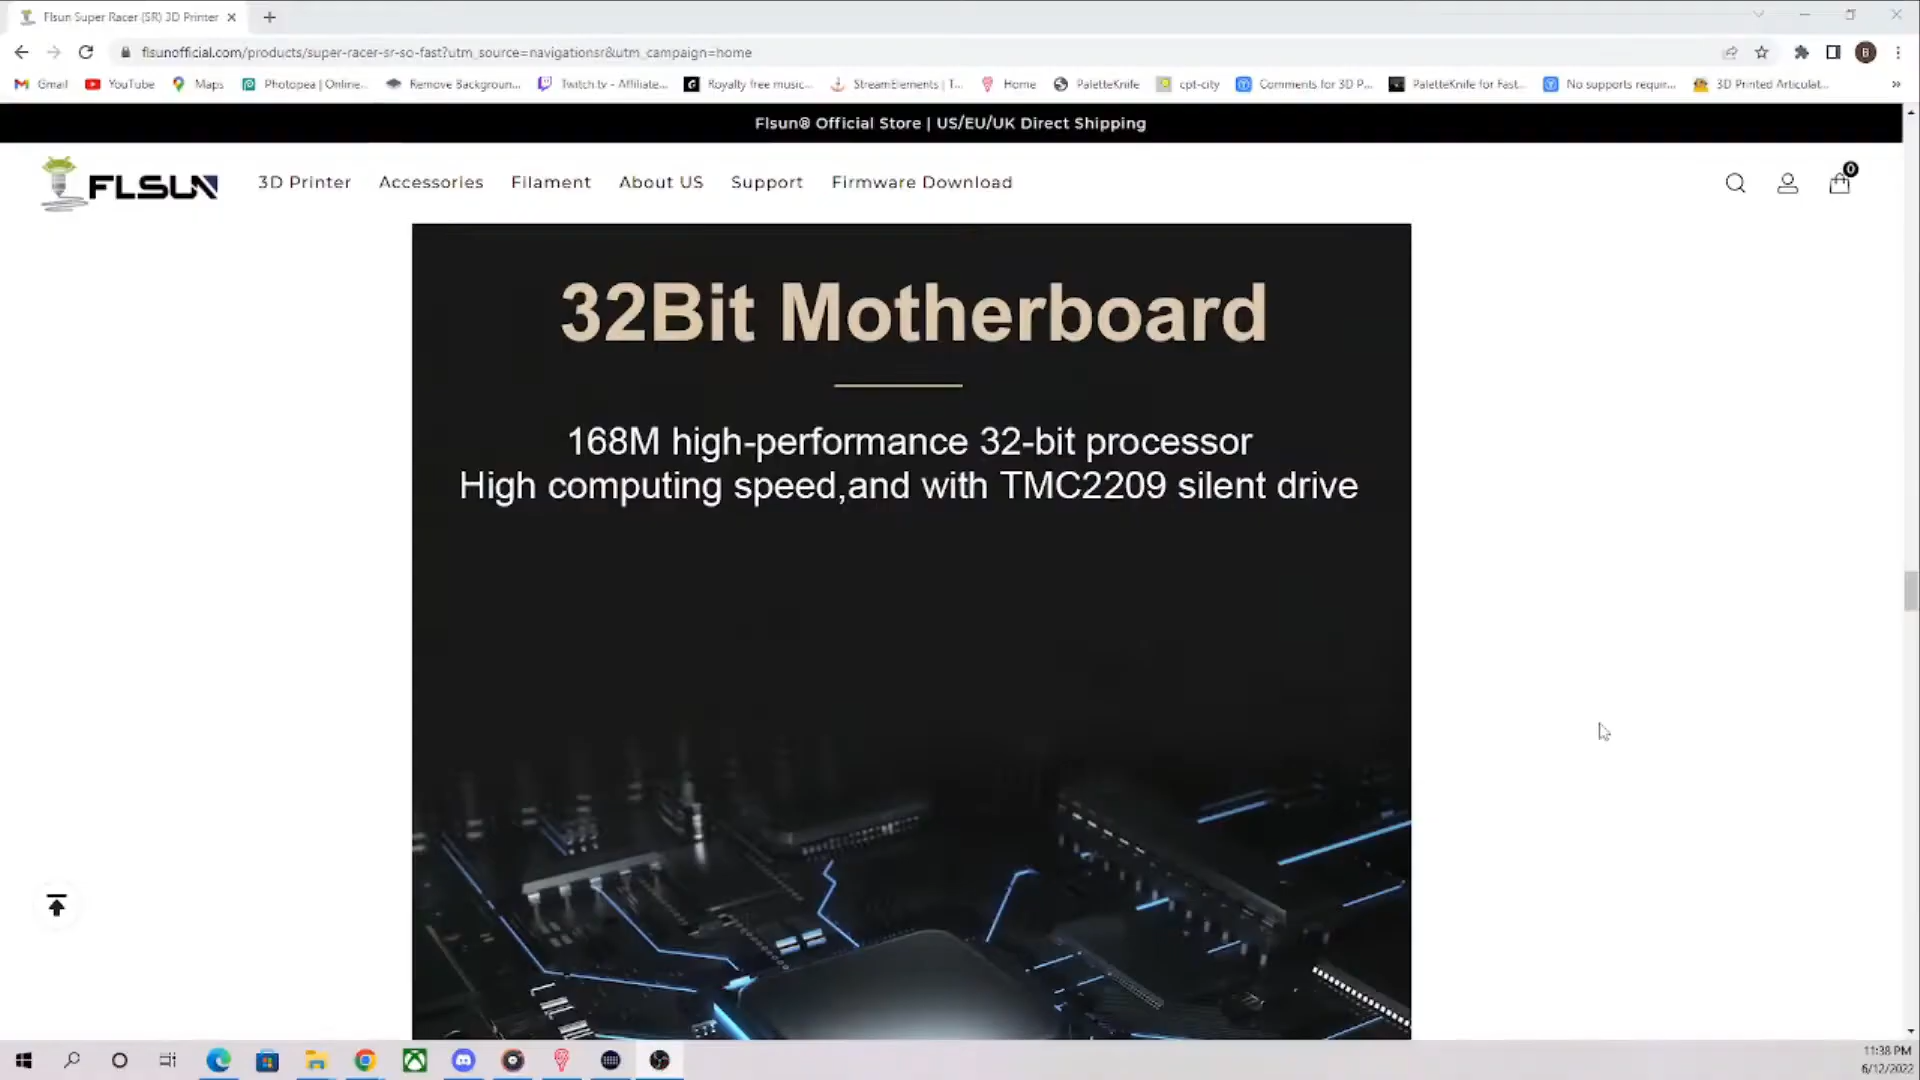 Flsun Super Racer (SR) 3D Printer
flsunofficial.com/products/super-racer-sr-so-fast?utm_source=navigationsr&utm_campaign=home
B
Gmail
YouTube
Maps
Photopea | Online...
Remove Backgroun...
Twitch.tv - Affiliate...
Royalty free music...
StreamElements | T...
Home
PaletteKnife
cpt-city
Comments for 3D P...
PaletteKnife for Fast...
No supports requir...
3D Printed Articulat...
»
Flsun® Official Store | US/EU/UK Direct Shipping
FLSUN
3D Printer
Accessories
Filament
About US
Support
Firmware Download
0
32Bit Motherboard
168M high-performance 32-bit processor
High computing speed,and with TMC2209 silent drive
11:38 PM
6/12/2022